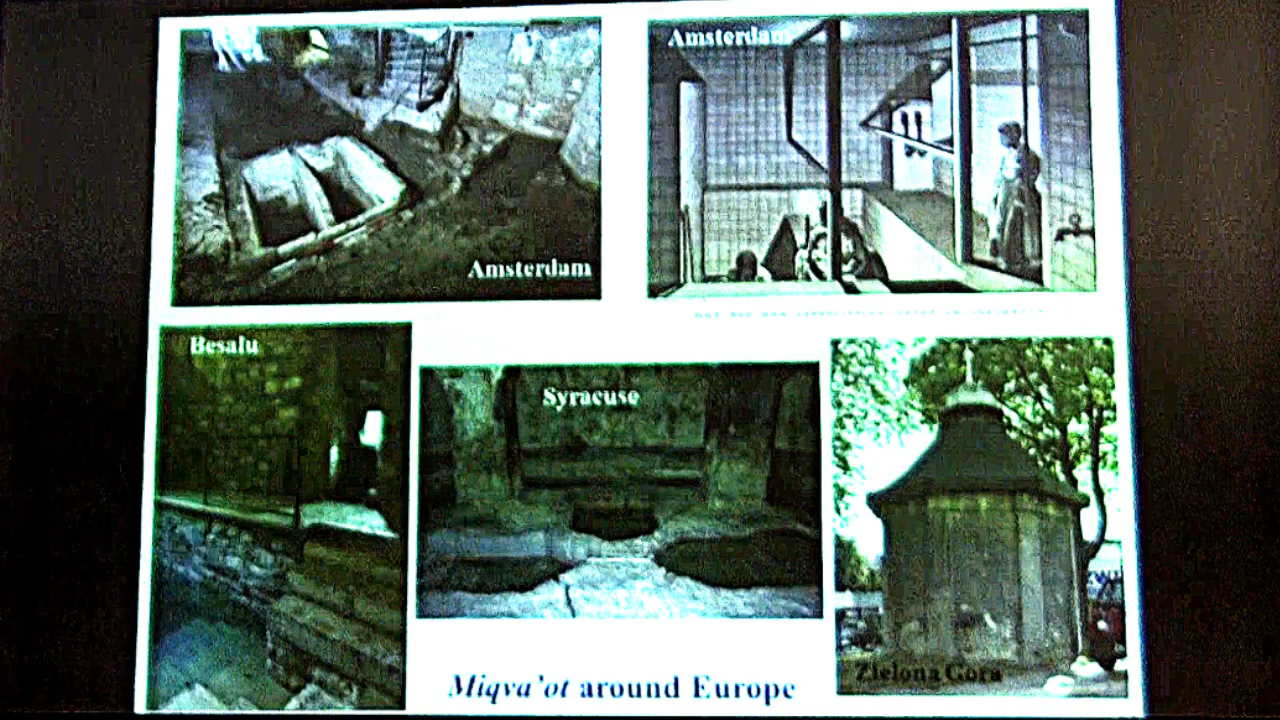 Amsterdam
Amsterdam
Besalu
Syracuse
Zielona Gora
Miqva'ot around Europe